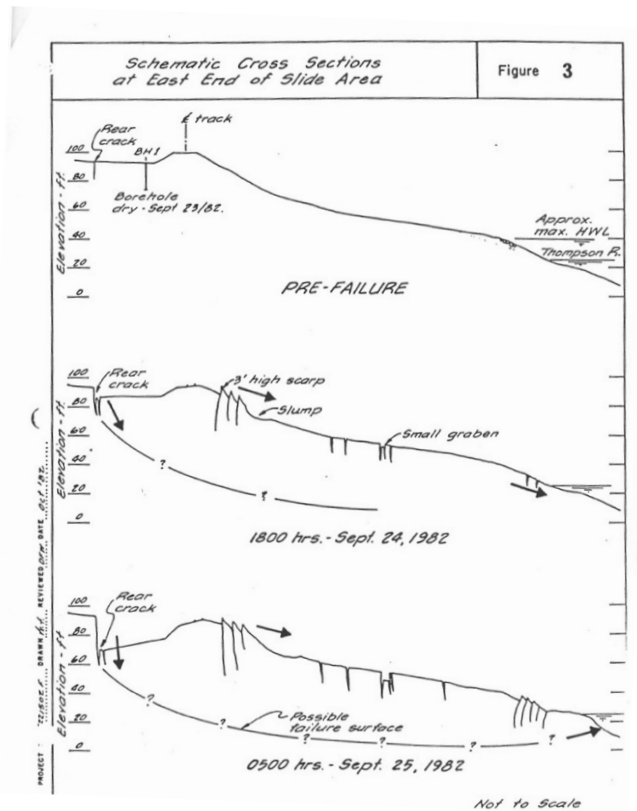 Schematic Cross Sections
at East End of Slide Area
Figure 3
℄ track
Rear
crack
BH 1
100
80
60
40
20
0
Elevation - ft.
Borehole
dry - Sept 23/82.
Approx.
max. HWL
Thompson R.
PRE-FAILURE
100
80
60
40
20
0
Elevation - ft.
Rear
crack
3' high scarp
Slump
Small graben
?
?
1800 hrs. - Sept. 24, 1982
100
80
60
40
20
0
Elevation - ft
Rear
crack
?
?
?
?
?
?
Possible
failure surface
0500 hrs. - Sept. 25, 1982
Not to Scale
PROJECT DRAWN REVIEWED DATE Oct '82